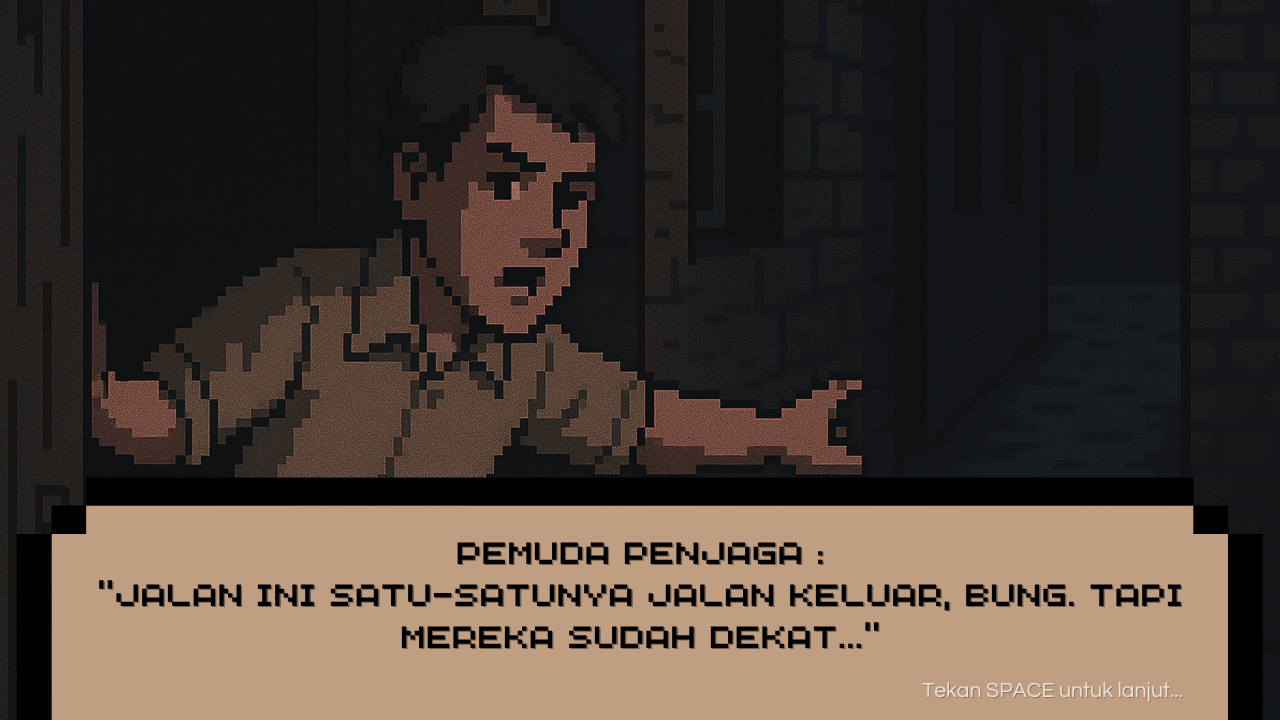 PEMUDA PENJAGA :
"JALAN INI SATU-SATUNYA JALAN KELUAR, BUNG. TAPI
MEREKA SUDAH DEKAT..."
Tekan SPACE untuk lanjut...